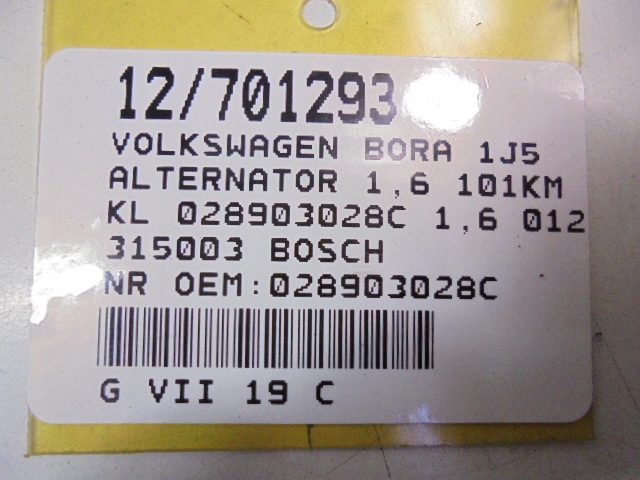 12/701293
VOLKSWAGEN BORA 1J5
ALTERNATOR 1,6 101KM
KL 028903028C 1,6 012
315003 BOSCH
NR OEM:028903028C
G VII 19 C